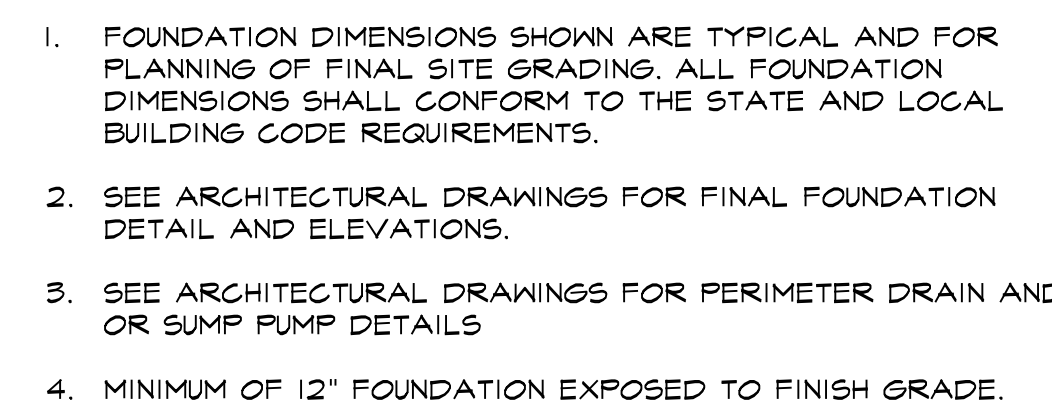 1. FOUNDATION DIMENSIONS SHOWN ARE TYPICAL AND FOR
PLANNING OF FINAL SITE GRADING. ALL FOUNDATION
DIMENSIONS SHALL CONFORM TO THE STATE AND LOCAL
BUILDING CODE REQUIREMENTS.
2. SEE ARCHITECTURAL DRAWINGS FOR FINAL FOUNDATION
DETAIL AND ELEVATIONS.
3. SEE ARCHITECTURAL DRAWINGS FOR PERIMETER DRAIN AND
OR SUMP PUMP DETAILS
4. MINIMUM OF 12" FOUNDATION EXPOSED TO FINISH GRADE.